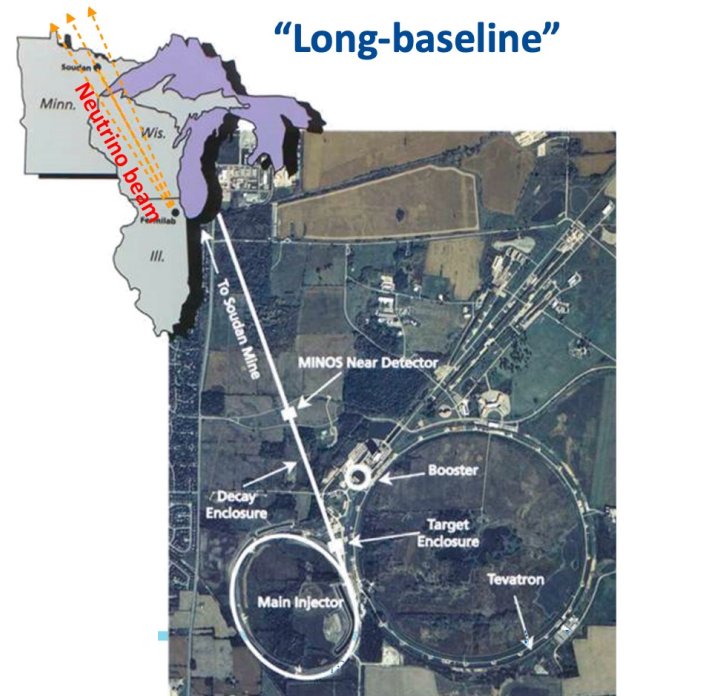 “Long-baseline”
Soudan
Minn.
Wis.
Neutrino beam
Fermilab
Ill.
To Soudan Mine
MINOS Near Detector
Booster
Decay
Enclosure
Target
Enclosure
Tevatron
Main Injector